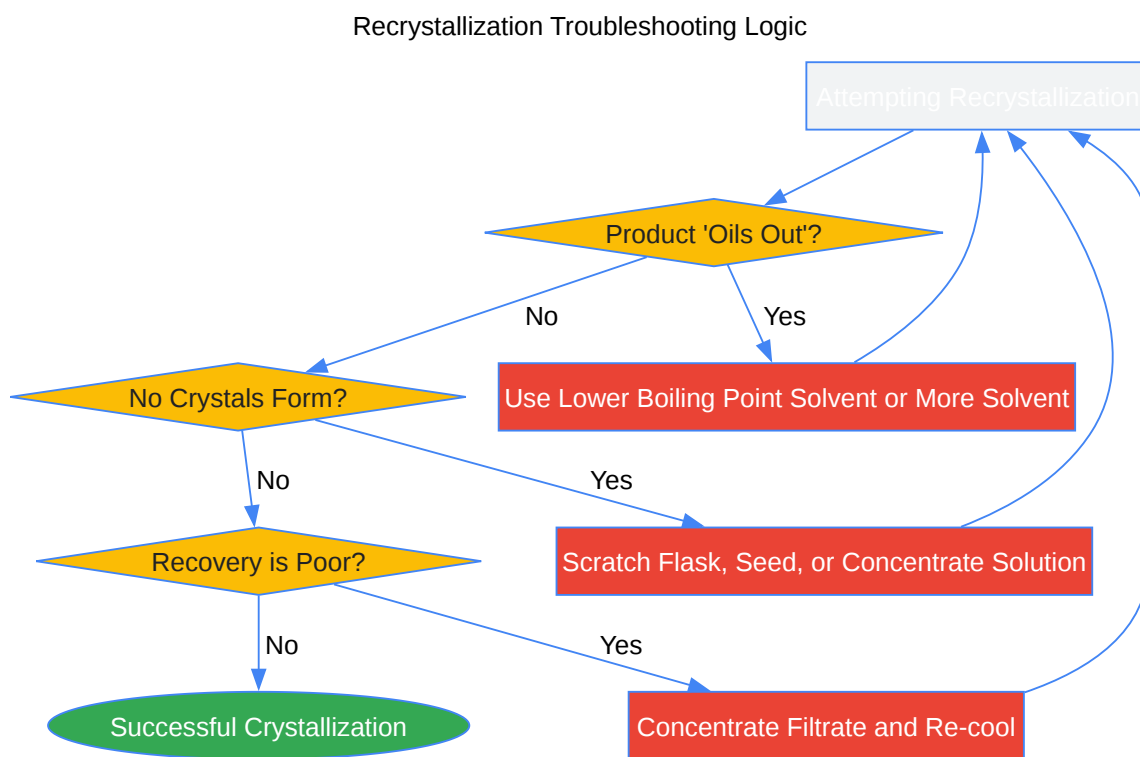 Recrystallization Troubleshooting Logic
Attempting Recrystallization
Product 'Oils Out'?
No
Yes
No Crystals Form?
Use Lower Boiling Point Solvent or More Solvent
No
Yes
Recovery is Poor?
Scratch Flask, Seed, or Concentrate Solution
No
Yes
Successful Crystallization
Concentrate Filtrate and Re-cool